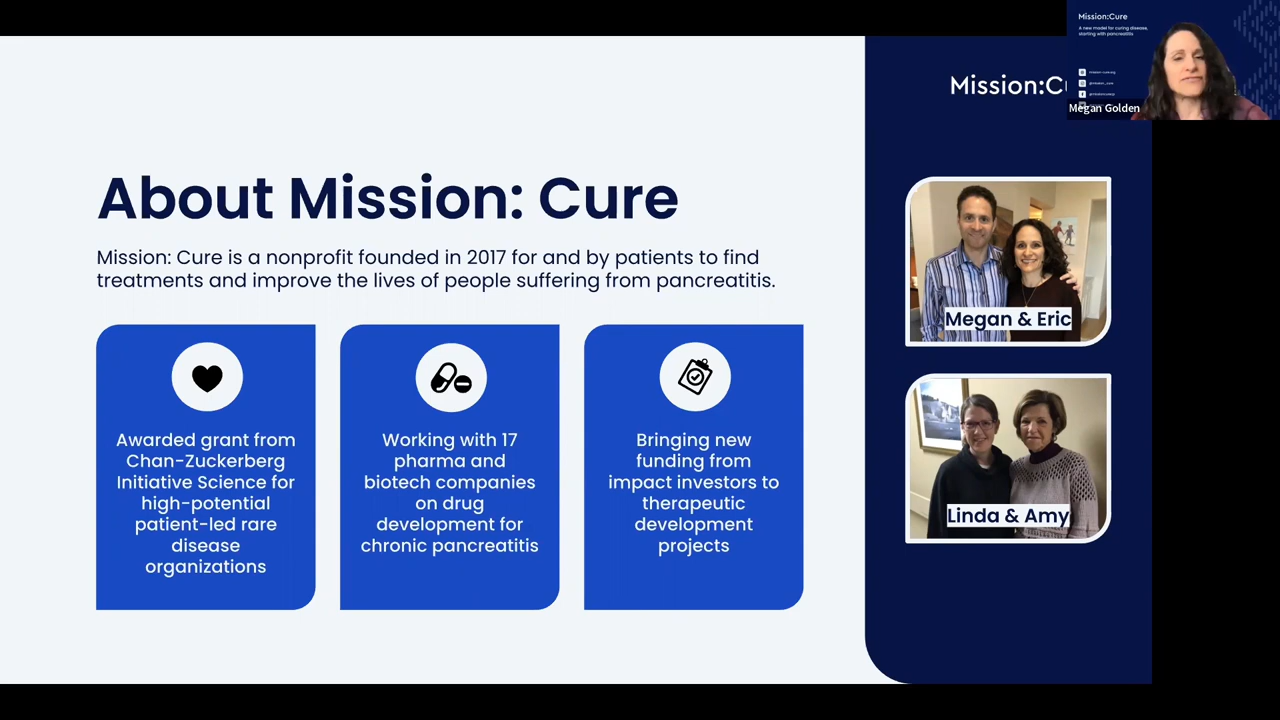 About Mission: Cure
Mission: Cure is a nonprofit founded in 2017 for and by patients to find
treatments and improve the lives of people suffering from pancreatitis.
Awarded grant from
Chan-Zuckerberg
Initiative Science for
high-potential
patient-led rare
disease
organizations
Working with 17
pharma and
biotech companies
on drug
development for
chronic pancreatitis
Bringing new
funding from
impact investors to
therapeutic
development
projects
Mission:Cu
Megan & Eric
Linda & Amy
Mission:Cure
A new model for curing disease,
starting with pancreatitis
mission-cure.org
Megan Golden